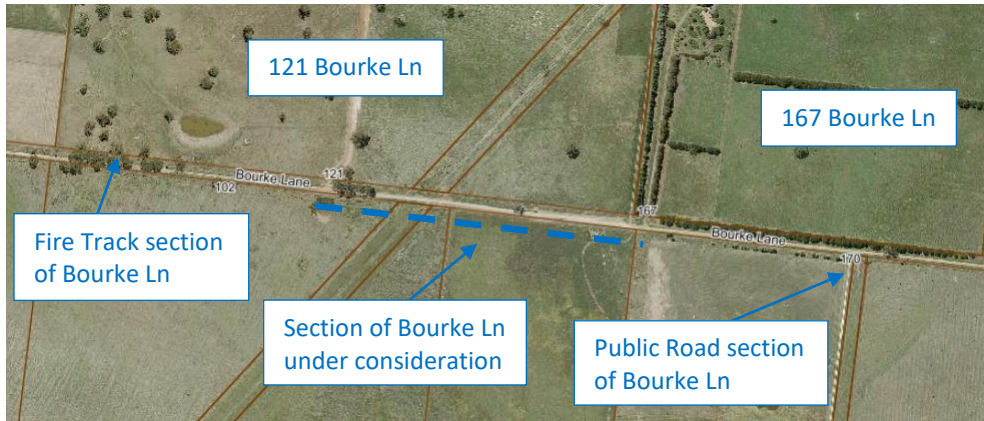 121 Bourke Ln
167 Bourke Ln
Bourke Lane
121
102
167
Bourke Lane
170
Fire Track section
of Bourke Ln
Section of Bourke Ln
under consideration
Public Road section
of Bourke Ln